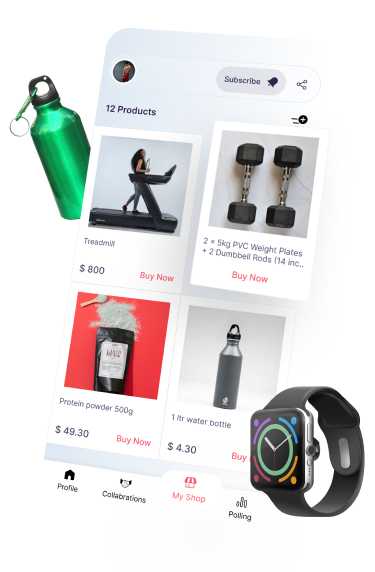 Subscribe
12 Products
Treadmill
$ 800
Buy Now
2 × 5kg PVC Weight Plates
+ 2 Dumbbell Rods (14 inc..
Buy Now
Protein powder 500g
$ 49.30
Buy Now
1 ltr water bottle
$ 4.30
Profile
Collabrations
My Shop
Polling